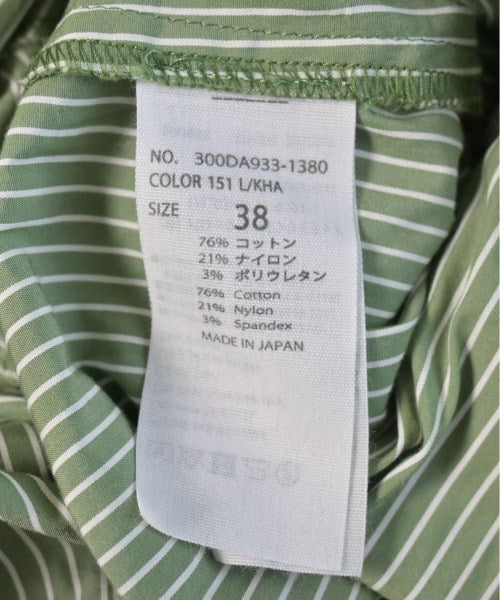 NO. 300DA933-1380
COLOR 151 L/KHA
SIZE 38
76% コットン
21% ナイロン
3% ポリウレタン
76% Cotton
21% Nylon
3% Spandex
MADE IN JAPAN